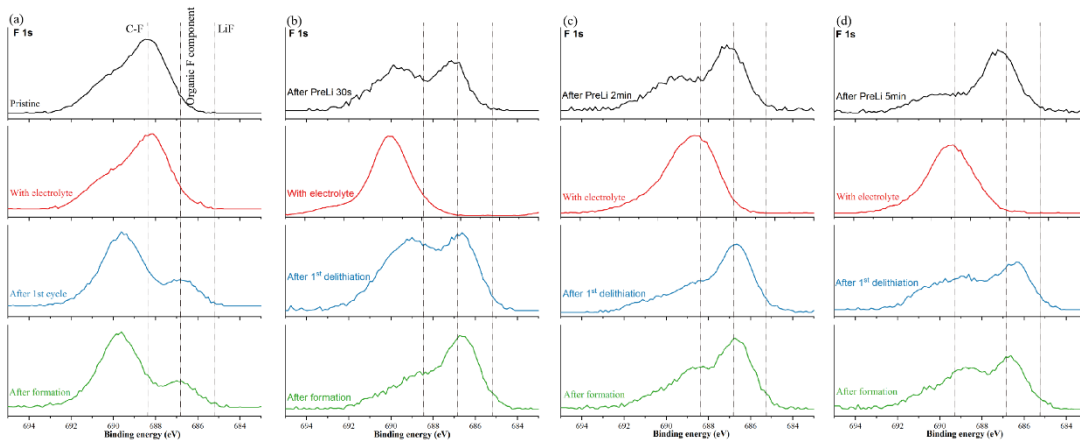 (a)
F 1s
C-F
Organic F component
LiF
Pristine
With electrolyte
After 1st cycle
After formation
694 692 690 688 686 684
Binding energy (eV)
(b)
F 1s
After PreLi 30s
With electrolyte
After 1st delithiation
After formation
694 692 690 688 686 684
Binding energy (eV)
(c)
F 1s
After PreLi 2min
With electrolyte
After 1st delithiation
After formation
694 692 690 688 686 684
Binding energy (eV)
(d)
F 1s
After PreLi 5min
With electrolyte
After 1st delithiation
After formation
694 692 690 688 686 684
Binding energy (eV)